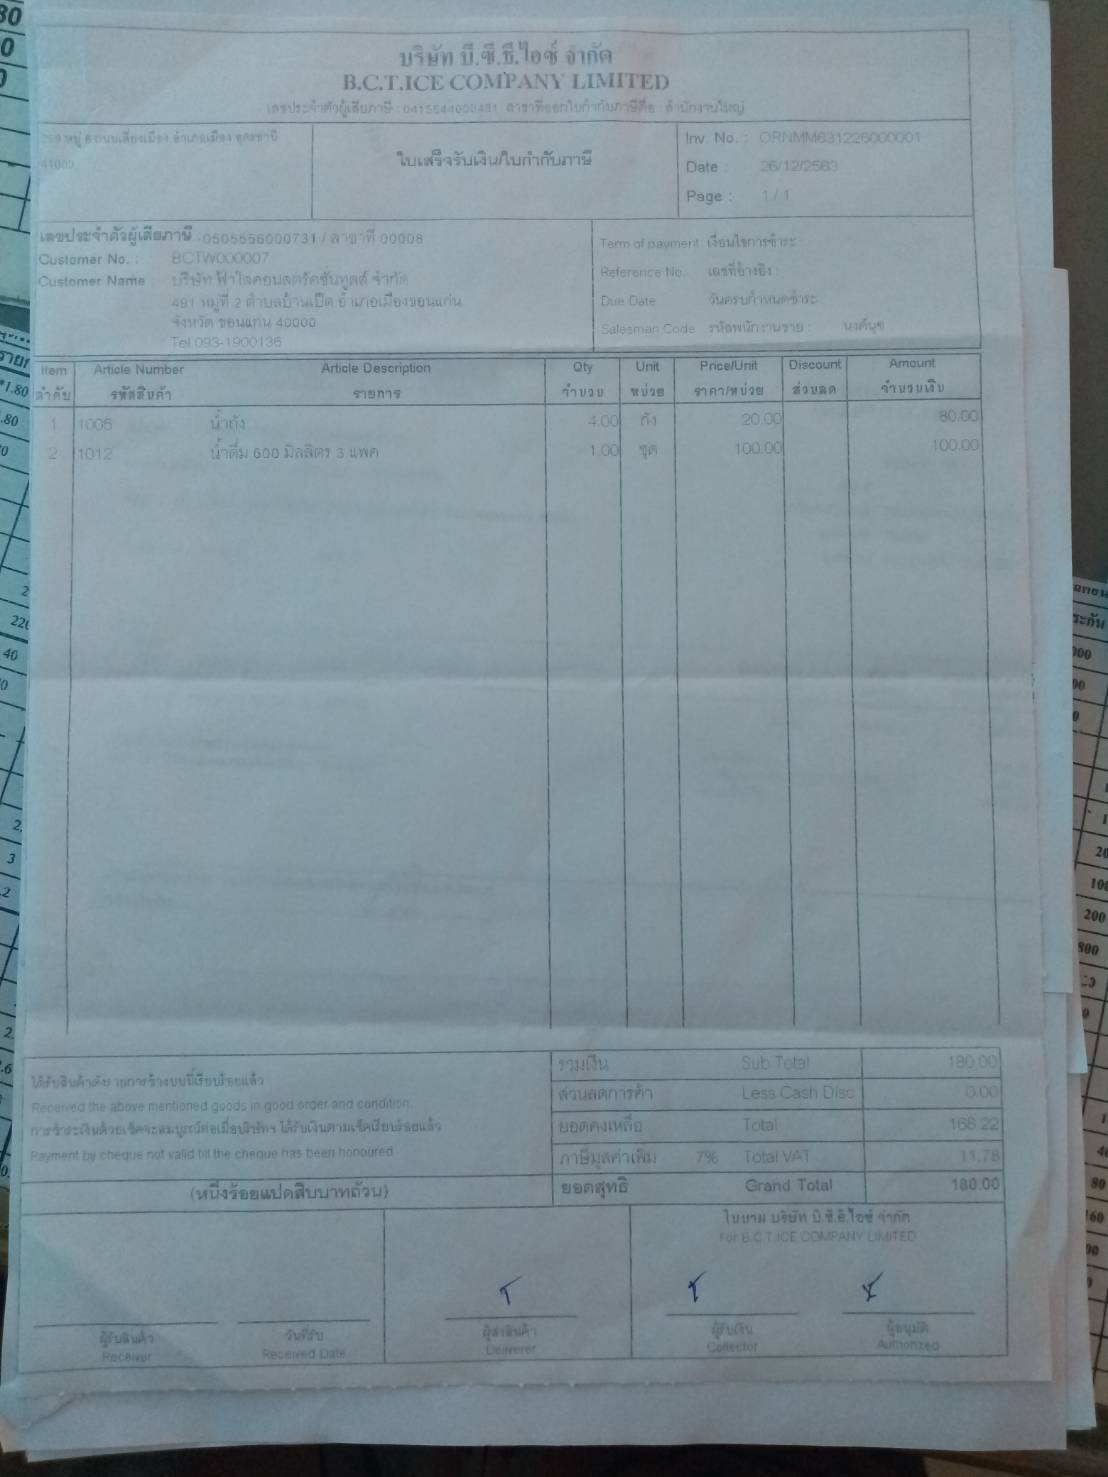 บริษัท บี.ซี.ที.ไอซ์ จำกัด
B.C.T.ICE COMPANY LIMITED
เลขประจำตัวผู้เสียภาษี : 0415544000481 สาขาที่ออกใบกำกับภาษีคือ สำนักงานใหญ่
หมู่ 6 ถนนเลี่ยงเมือง อำเภอเมือง อุดรธานี
41000
ใบเสร็จรับเงิน/ใบกำกับภาษี
Inv. No. : ORNMM631226000001
Date : 26/12/2563
Page : 1 / 1
เลขประจำตัวผู้เสียภาษี : 0505556000731 / สาขาที่ 00008
Customer No. : BCTW000007
Customer Name : บริษัท ฟ้าใสคอนสตรัคชั่นทูลส์ จำกัด
491 หมู่ที่ 2 ตำบลบ้านเป็ด อำเภอเมืองขอนแก่น
จังหวัด ขอนแก่น 40000
Tel.093-1900136
Term of payment เงื่อนไขการชำระ
Reference No. เลขที่อ้างอิง :
Due Date วันครบกำหนดชำระ
Salesman Code รหัสพนักงานขาย : นงค์นุช
Item Article Number Article Description Qty Unit Price/Unit Discount Amount
ลำดับ รหัสสินค้า รายการ จำนวน หน่วย ราคา/หน่วย ส่วนลด จำนวนเงิน
1 1006 น้ำถัง 4.00 ถัง 20.00 80.00
2 1012 น้ำดื่ม 600 มิลลิตร 3 แพค 1.00 ชุด 100.00 100.00
ได้รับสินค้าดังรายการข้างบนนี้เรียบร้อยแล้ว
Received the above mentioned goods in good order and condition.
การชำระเงินด้วยเช็คจะสมบูรณ์ต่อเมื่อบริษัทฯ ได้รับเงินตามเช็คเรียบร้อยแล้ว
Payment by cheque not valid till the cheque has been honoured
(หนึ่งร้อยแปดสิบบาทถ้วน)
รวมเงิน Sub Total 180.00
ส่วนลดการค้า Less Cash Disc 0.00
ยอดคงเหลือ Total 168.22
ภาษีมูลค่าเพิ่ม 7% Total VAT 11.78
ยอดสุทธิ Grand Total 180.00
ในนาม บริษัท บี.ซี.ที.ไอซ์ จำกัด
For B.C.T.ICE COMPANY LIMITED
ผู้รับสินค้า วันที่รับ ผู้ส่งสินค้า ผู้รับเงิน ผู้อนุมัติ
Receiver Received Date Deliverer Collector Authorized